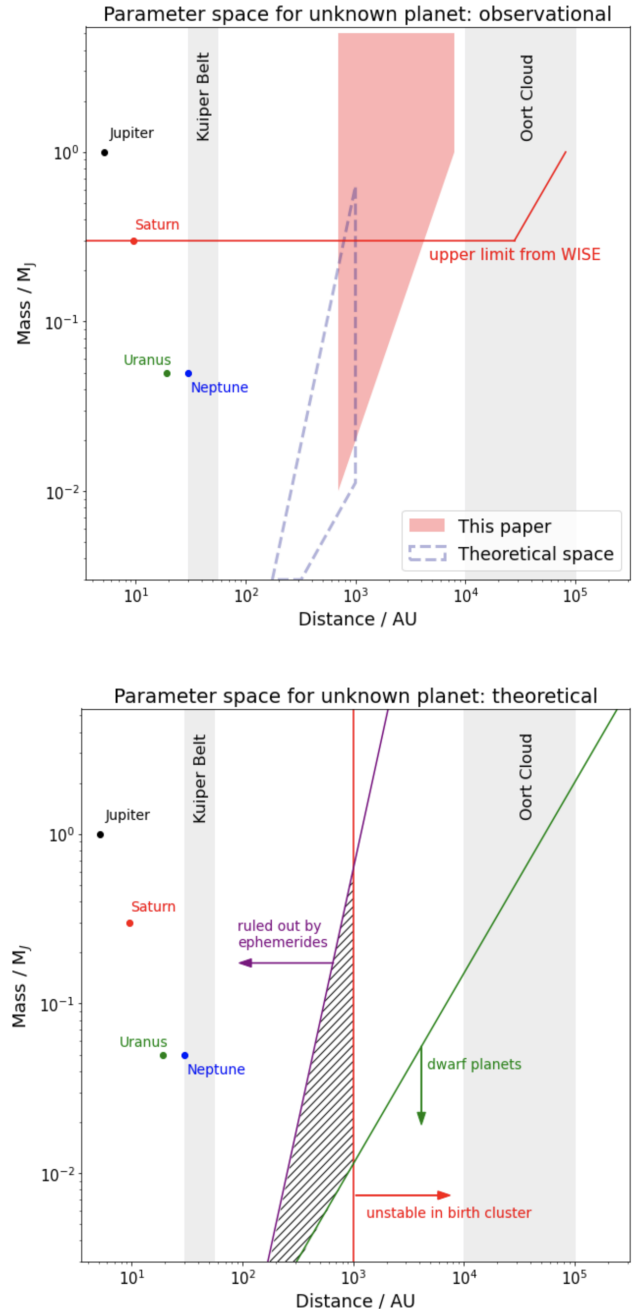 Parameter space for unknown planet: observational
Kuiper Belt
Oort Cloud
Jupiter
10⁰
Saturn
upper limit from WISE
Mass / M_J
10⁻¹
Uranus
Neptune
10⁻²
This paper
Theoretical space
10¹
10²
10³
10⁴
10⁵
Distance / AU
Parameter space for unknown planet: theoretical
Kuiper Belt
Oort Cloud
Jupiter
10⁰
Saturn
ruled out by
ephemerides
Mass / M_J
10⁻¹
Uranus
Neptune
dwarf planets
10⁻²
unstable in birth cluster
10¹
10²
10³
10⁴
10⁵
Distance / AU